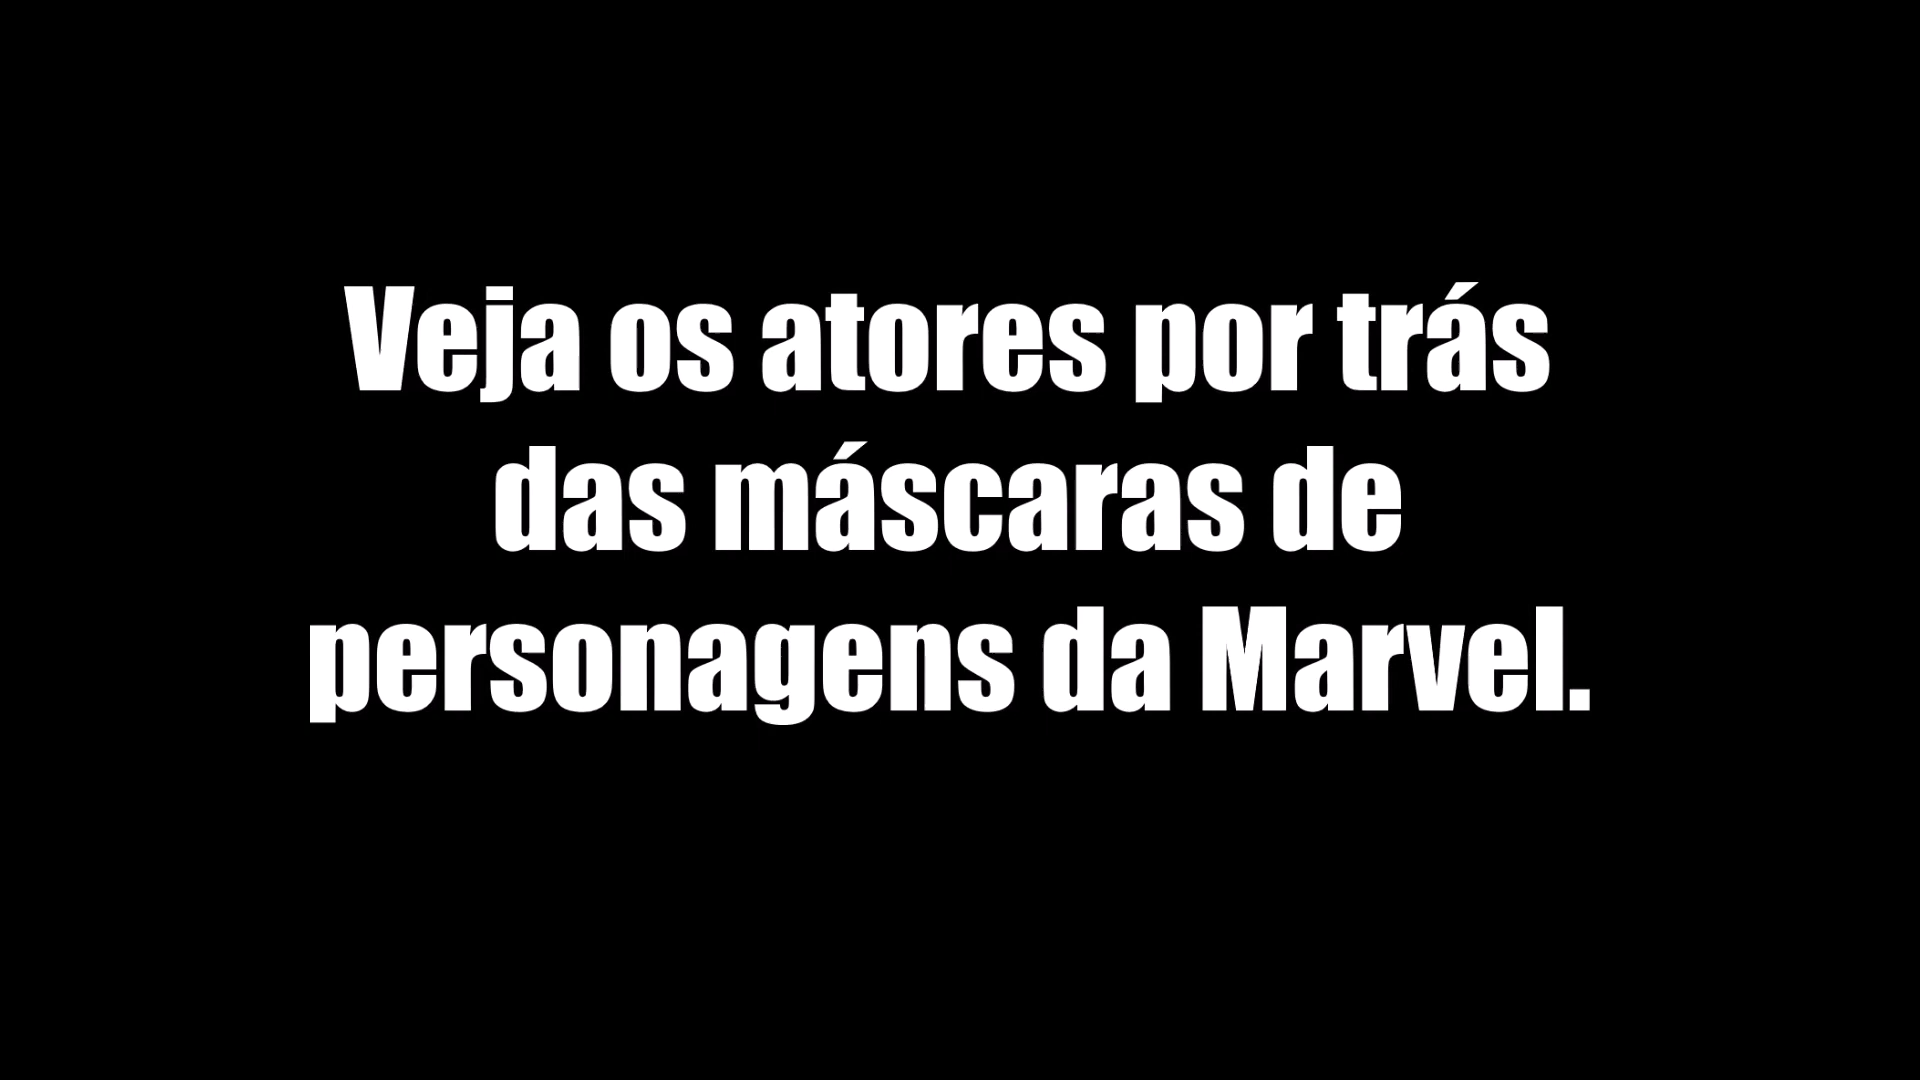 Veja os atores por trás
das máscaras de
personagens da Marvel.